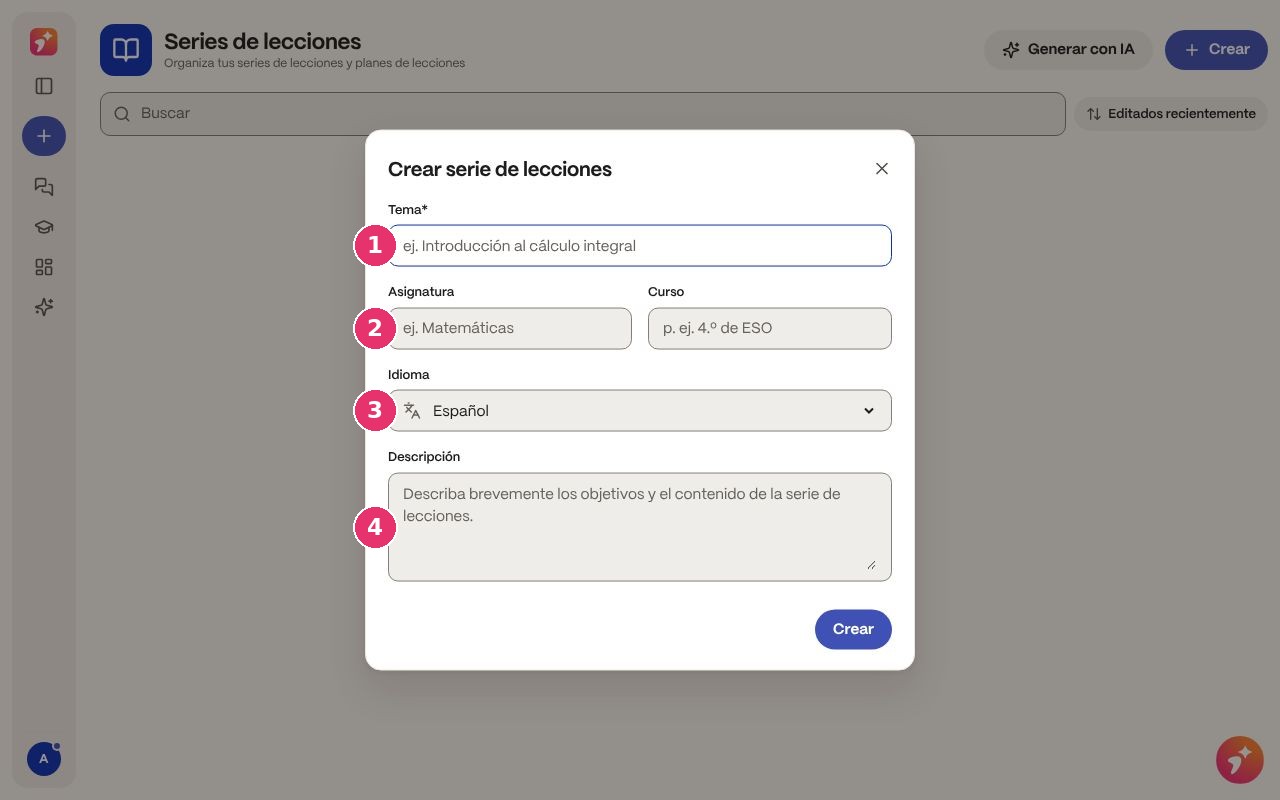 Series de lecciones
Organiza tus series de lecciones y planes de lecciones
Generar con IA
Crear
Buscar
Editados recientemente
Crear serie de lecciones
Tema*
1
ej. Introducción al cálculo integral
Asignatura
Curso
2
ej. Matemáticas
p. ej. 4.º de ESO
Idioma
3
Español
Descripción
Describa brevemente los objetivos y el contenido de la serie de
lecciones.
4
Crear
A